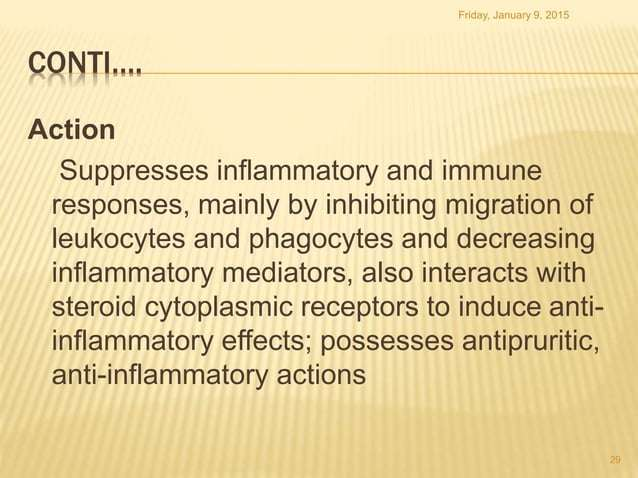 Friday, January 9, 2015
CONTI....
Action
Suppresses inflammatory and immune
responses, mainly by inhibiting migration of
leukocytes and phagocytes and decreasing
inflammatory mediators, also interacts with
steroid cytoplasmic receptors to induce anti-
inflammatory effects; possesses antipruritic,
anti-inflammatory actions
29